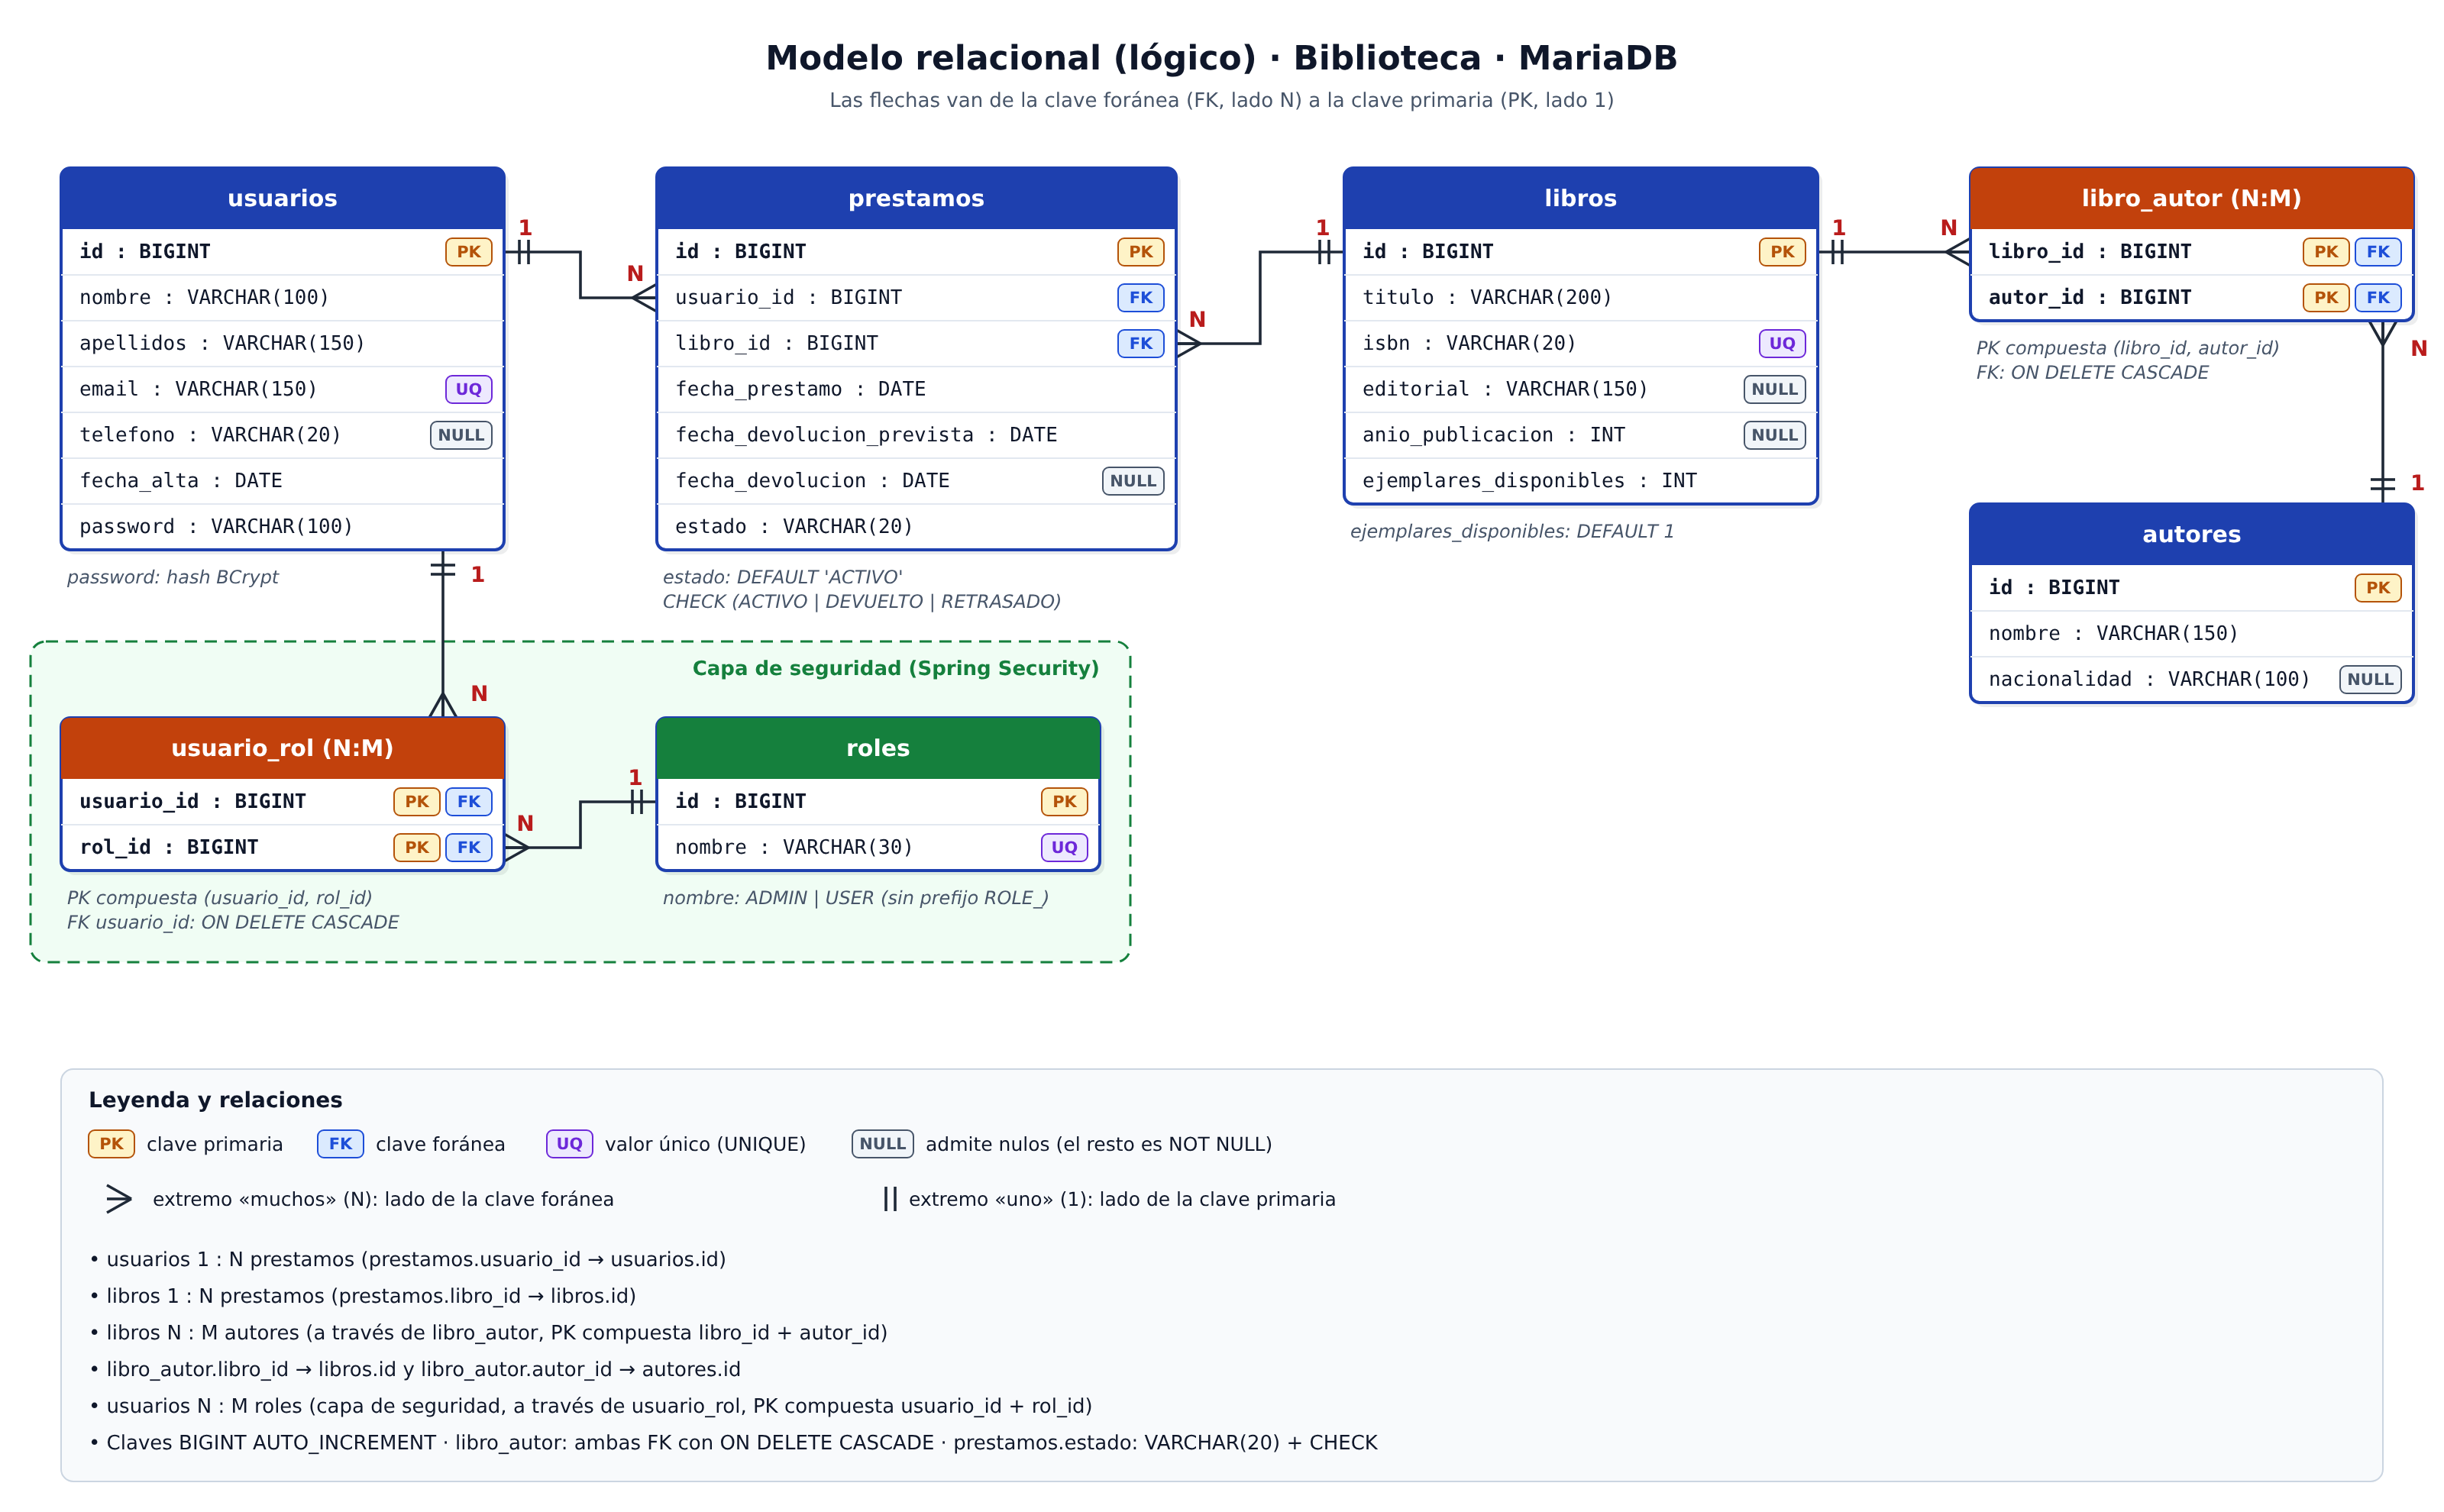 Modelo relacional (lógico) · Biblioteca · MariaDB
Las flechas van de la clave foránea (FK, lado N) a la clave primaria (PK, lado 1)
usuarios
id : BIGINT PK
nombre : VARCHAR(100)
apellidos : VARCHAR(150)
email : VARCHAR(150) UQ
telefono : VARCHAR(20) NULL
fecha_alta : DATE
password : VARCHAR(100)
password: hash BCrypt
1
N
prestamos
id : BIGINT PK
usuario_id : BIGINT FK
libro_id : BIGINT FK
fecha_prestamo : DATE
fecha_devolucion_prevista : DATE
fecha_devolucion : DATE NULL
estado : VARCHAR(20)
estado: DEFAULT 'ACTIVO'
CHECK (ACTIVO | DEVUELTO | RETRASADO)
N
1
libros
id : BIGINT PK
titulo : VARCHAR(200)
isbn : VARCHAR(20) UQ
editorial : VARCHAR(150) NULL
anio_publicacion : INT NULL
ejemplares_disponibles : INT
ejemplares_disponibles: DEFAULT 1
1
N
libro_autor (N:M)
libro_id : BIGINT PK FK
autor_id : BIGINT PK FK
PK compuesta (libro_id, autor_id)
FK: ON DELETE CASCADE
N
1
autores
id : BIGINT PK
nombre : VARCHAR(150)
nacionalidad : VARCHAR(100) NULL
1
N
Capa de seguridad (Spring Security)
usuario_rol (N:M)
usuario_id : BIGINT PK FK
rol_id : BIGINT PK FK
PK compuesta (usuario_id, rol_id)
FK usuario_id: ON DELETE CASCADE
N
1
roles
id : BIGINT PK
nombre : VARCHAR(30) UQ
nombre: ADMIN | USER (sin prefijo ROLE_)
Leyenda y relaciones
PK clave primaria FK clave foránea UQ valor único (UNIQUE) NULL admite nulos (el resto es NOT NULL)
extremo «muchos» (N): lado de la clave foránea extremo «uno» (1): lado de la clave primaria
• usuarios 1 : N prestamos (prestamos.usuario_id → usuarios.id)
• libros 1 : N prestamos (prestamos.libro_id → libros.id)
• libros N : M autores (a través de libro_autor, PK compuesta libro_id + autor_id)
• libro_autor.libro_id → libros.id y libro_autor.autor_id → autores.id
• usuarios N : M roles (capa de seguridad, a través de usuario_rol, PK compuesta usuario_id + rol_id)
• Claves BIGINT AUTO_INCREMENT · libro_autor: ambas FK con ON DELETE CASCADE · prestamos.estado: VARCHAR(20) + CHECK